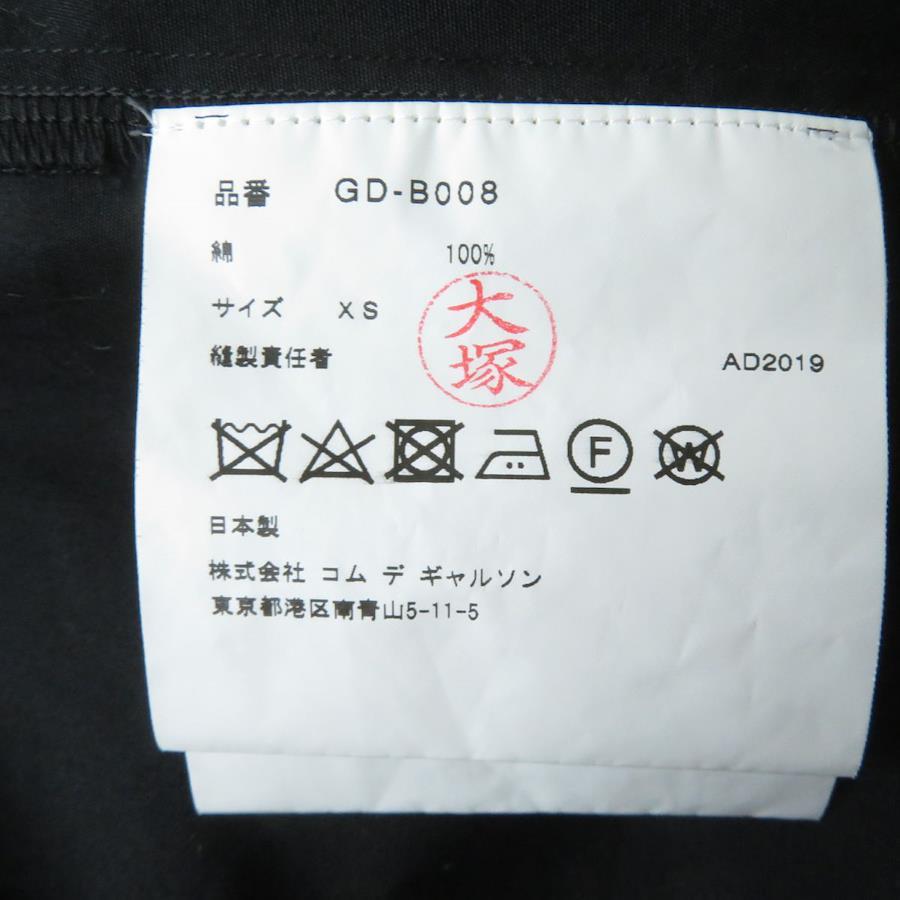 品番 GD-B008
綿 100%
サイズ XS
大塚
縫製責任者 AD2019
F W
日本製
株式会社 コム デ ギャルソン
東京都港区南青山5-11-5